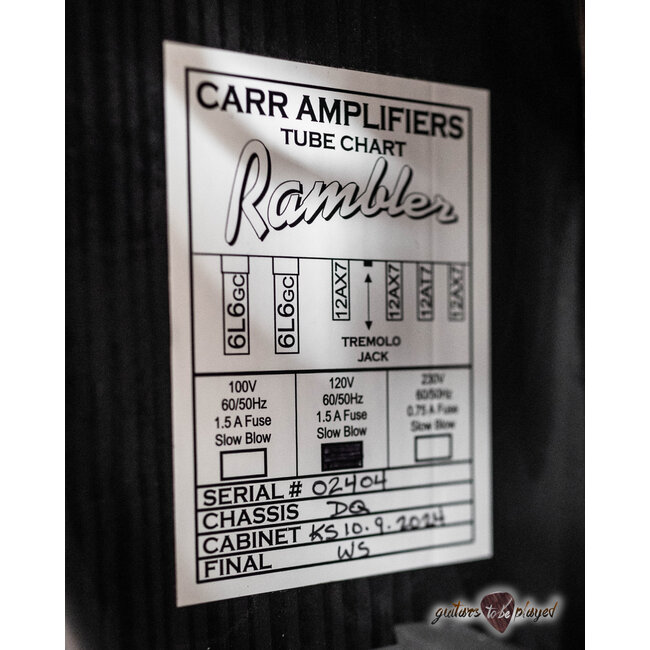 CARR AMPLIFIERS
TUBE CHART
Rambler
6L6GC 6L6GC 12AX7 12AX7 12AT7 12AX7
TREMOLO
JACK
100V
60/50Hz
1.5 A Fuse
Slow Blow
120V
60/50Hz
1.5 A Fuse
Slow Blow
230V
60/50Hz
0.75 A Fuse
Slow Blow
SERIAL # 02404
CHASSIS DQ
CABINET KS 10.9.2024
FINAL WS
guitars to be played